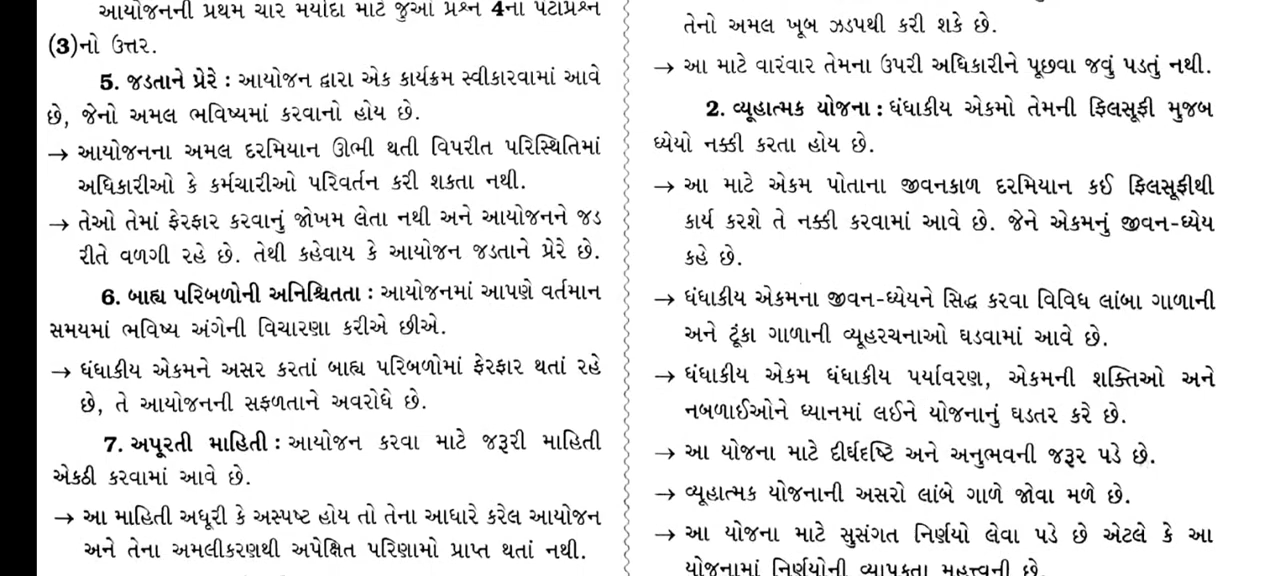 આયોજનની પ્રથમ ચાર મર્યાદા માટે જુઓ પ્રશ્ન 4ના પેટાપ્રશ્ન
(3)નો ઉત્તર.
5. જડતાને પ્રેરે : આયોજન દ્વારા એક કાર્યક્રમ સ્વીકારવામાં આવે
છે, જેનો અમલ ભવિષ્યમાં કરવાનો હોય છે.
→ આયોજનના અમલ દરમિયાન ઊભી થતી વિપરીત પરિસ્થિતિમાં
અધિકારીઓ કે કર્મચારીઓ પરિવર્તન કરી શકતા નથી.
→ તેઓ તેમાં ફેરફાર કરવાનું જોખમ લેતા નથી અને આયોજનને જડ
રીતે વળગી રહે છે. તેથી કહેવાય કે આયોજન જડતાને પ્રેરે છે.
6. બાહ્ય પરિબળોની અનિશ્ચિતતા : આયોજનમાં આપણે વર્તમાન
સમયમાં ભવિષ્ય અંગેની વિચારણા કરીએ છીએ.
→ ધંધાકીય એકમને અસર કરતાં બાહ્ય પરિબળોમાં ફેરફાર થતાં રહે
છે, તે આયોજનની સફળતાને અવરોધે છે.
7. અપૂરતી માહિતી : આયોજન કરવા માટે જરૂરી માહિતી
એકઠી કરવામાં આવે છે.
→ આ માહિતી અધૂરી કે અસ્પષ્ટ હોય તો તેના આધારે કરેલ આયોજન
અને તેના અમલીકરણથી અપેક્ષિત પરિણામો પ્રાપ્ત થતાં નથી.
તેનો અમલ ખૂબ ઝડપથી કરી શકે છે.
→ આ માટે વારંવાર તેમના ઉપરી અધિકારીને પૂછવા જવું પડતું નથી.
2. વ્યૂહાત્મક યોજના : ધંધાકીય એકમો તેમની ફિલસૂફી મુજબ
ધ્યેયો નક્કી કરતા હોય છે.
→ આ માટે એકમ પોતાના જીવનકાળ દરમિયાન કઈ ફિલસૂફીથી
કાર્ય કરશે તે નક્કી કરવામાં આવે છે. જેને એકમનું જીવન-ધ્યેય
કહે છે.
→ ધંધાકીય એકમના જીવન-ધ્યેયને સિદ્ધ કરવા વિવિધ લાંબા ગાળાની
અને ટૂંકા ગાળાની વ્યૂહરચનાઓ ઘડવામાં આવે છે.
→ ધંધાકીય એકમ ધંધાકીય પર્યાવરણ, એકમની શક્તિઓ અને
નબળાઈઓને ધ્યાનમાં લઈને યોજનાનું ઘડતર કરે છે.
→ આ યોજના માટે દીર્ઘદૃષ્ટિ અને અનુભવની જરૂર પડે છે.
→ વ્યૂહાત્મક યોજનાની અસરો લાંબે ગાળે જોવા મળે છે.
→ આ યોજના માટે સુસંગત નિર્ણયો લેવા પડે છે એટલે કે આ
યોજનામાં નિર્ણયોની વ્યાપકતા મહત્ત્વની છે.